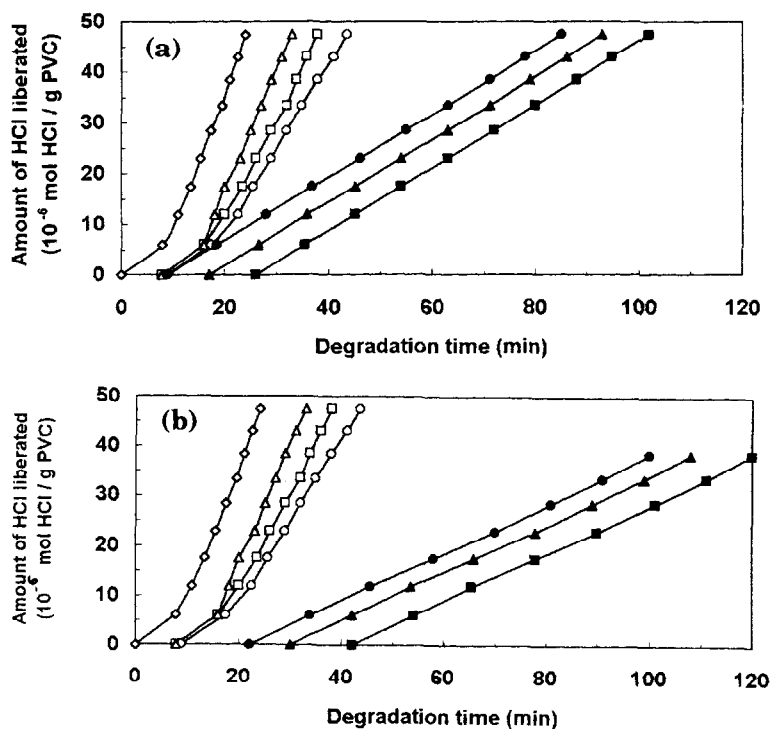 (a)
Amount of HCl liberated
(10⁻⁶ mol HCl / g PVC)
50
40
30
20
10
0
0 20 40 60 80 100 120
Degradation time (min)
(b)
Amount of HCl liberated
(10⁻⁶ mol HCl / g PVC)
50
40
30
20
10
0
0 20 40 60 80 100 120
Degradation time (min)